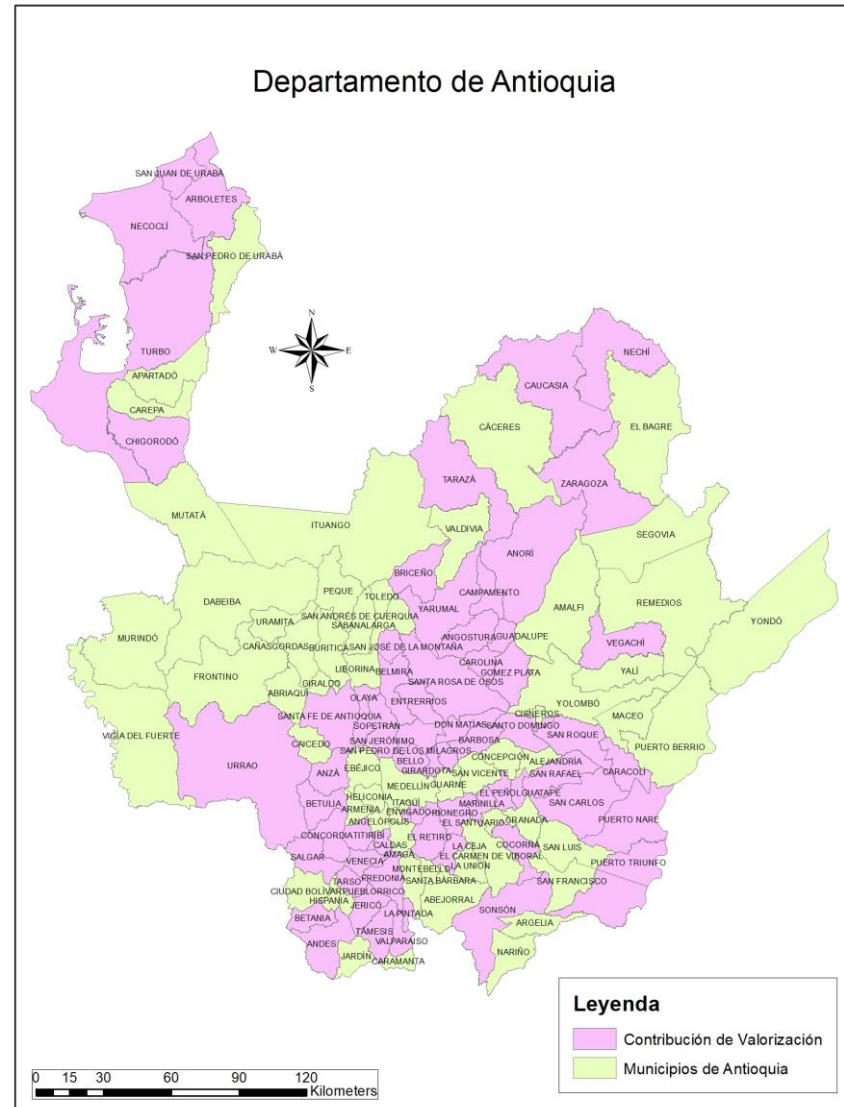 Departamento de Antioquia
SAN JUAN DE URABÁ
ARBOLETES
NECOCLÍ
SAN PEDRO DE URABÁ
N
W E
S
TURBO
NECHÍ
APARTADÓ
CAUCASIA
CAREPA
CÁCERES
EL BAGRE
CHIGORODÓ
TARAZÁ
ZARAGOZA
MUTATÁ
ITUANGO
VALDIVIA
SEGOVIA
ANORÍ
BRICEÑO
PEQUE
TOLEDO
CAMPAMENTO
DABEIBA
YARUMAL
AMALFI
REMEDIOS
YONDÓ
SAN ANDRÉS DE CUERQUIA
URAMITA
SABANALARGA
MURINDÓ
ANGOSTURA
GUADALUPE
VEGACHÍ
CAÑASGORDAS
BURITICÁ
SAN JOSÉ DE LA MONTAÑA
CAROLINA
LIBORINA
BELMIRA
GOMEZ PLATA
YALÍ
FRONTINO
GIRALDO
SANTA ROSA DE OSOS
ABRIAQUÍ
OLAYA
ENTRERRIOS
YOLOMBÓ
CISNEROS
MACEO
SANTA FE DE ANTIOQUIA
SOPETRÁN
DON MATIAS
SANTO DOMINGO
SAN ROQUE
VIGÍA DEL FUERTE
CAICEDO
SAN JERÓNIMO
BARBOSA
PUERTO BERRIO
URRAO
SAN PEDRO DE LOS MILAGROS
EBÉJICO
BELLO
CONCEPCIÓN
ALEJANDRÍA
ANZÁ
GIRARDOTA
SAN VICENTE
SAN RAFAEL
CARACOLI
MEDELLÍN
GUARNE
HELICONIA
EL PEÑOL
GUATAPE
BETULIA
ITAGÜÍ
MARINILLA
SAN CARLOS
ARMENIA
ENVIGADO
RIONEGRO
ANGELÓPOLIS
EL SANTUARIO
GRANADA
PUERTO NARE
CONCORDIA
TITIRIBÍ
EL RETIRO
CALDAS
LA CEJA
COCORNÁ
SAN LUIS
SALGAR
VENECIA
AMAGÁ
EL CARMEN DE VIBORAL
PUERTO TRIUNFO
MONTEBELLO
LA UNIÓN
FREDONIA
TARSO
SANTA BÁRBARA
SAN FRANCISCO
CIUDAD BOLÍVAR
PUEBLORRICO
HISPANIA
ABEJORRAL
JERICÓ
BETANIA
LA PINTADA
SONSÓN
ARGELIA
ANDES
TÁMESIS
VALPARAISO
JARDÍN
CARAMANTA
NARIÑO
Leyenda
Contribución de Valorización
Municipios de Antioquia
0 15 30 60 90 120
Kilometers